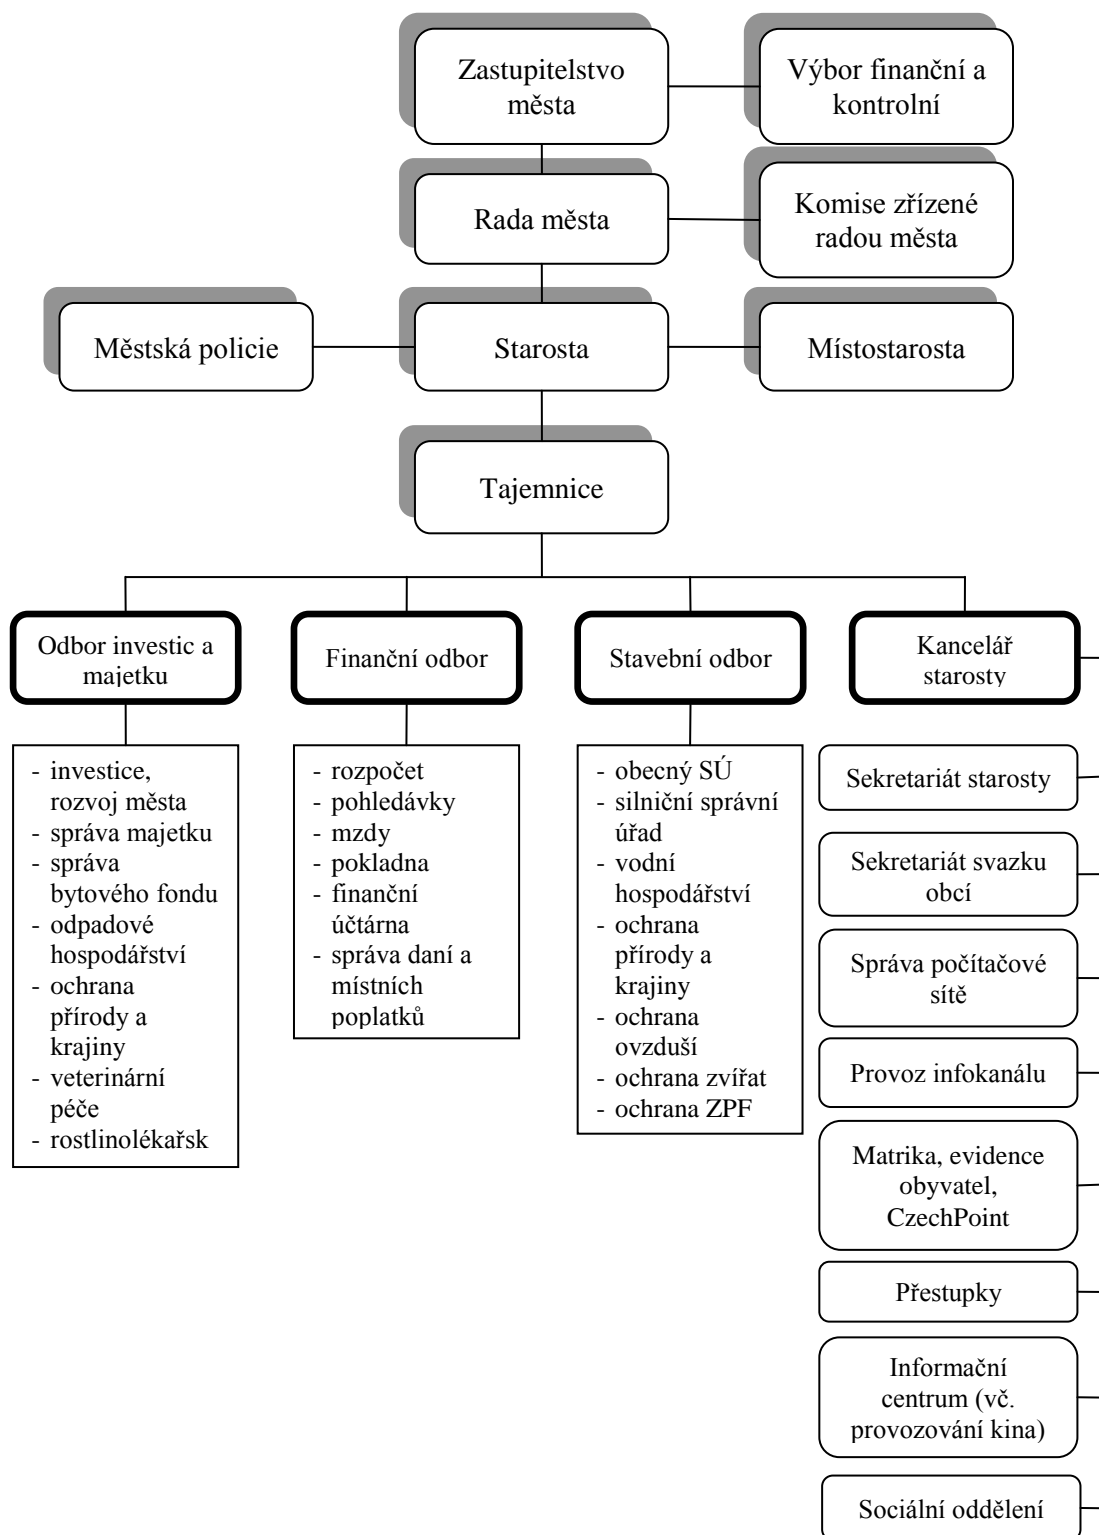 Zastupitelstvo
města
Výbor finanční a
kontrolní
Rada města
Komise zřízené
radou města
Městská policie
Starosta
Místostarosta
Tajemnice
Odbor investic a
majetku
Finanční odbor
Stavební odbor
Kancelář
starosty
- investice,
rozvoj města
- správa majetku
- správa
bytového fondu
- odpadové
hospodářství
- ochrana
přírody a
krajiny
- veterinární
péče
- rostlinolékařsk
- rozpočet
- pohledávky
- mzdy
- pokladna
- finanční
účtárna
- správa daní a
místních
poplatků
- obecný SÚ
- silniční správní
úřad
- vodní
hospodářství
- ochrana
přírody a
krajiny
- ochrana
ovzduší
- ochrana zvířat
- ochrana ZPF
Sekretariát starosty
Sekretariát svazku
obcí
Správa počítačové
sítě
Provoz infokanálu
Matrika, evidence
obyvatel,
CzechPoint
Přestupky
Informační
centrum (vč.
provozování kina)
Sociální oddělení